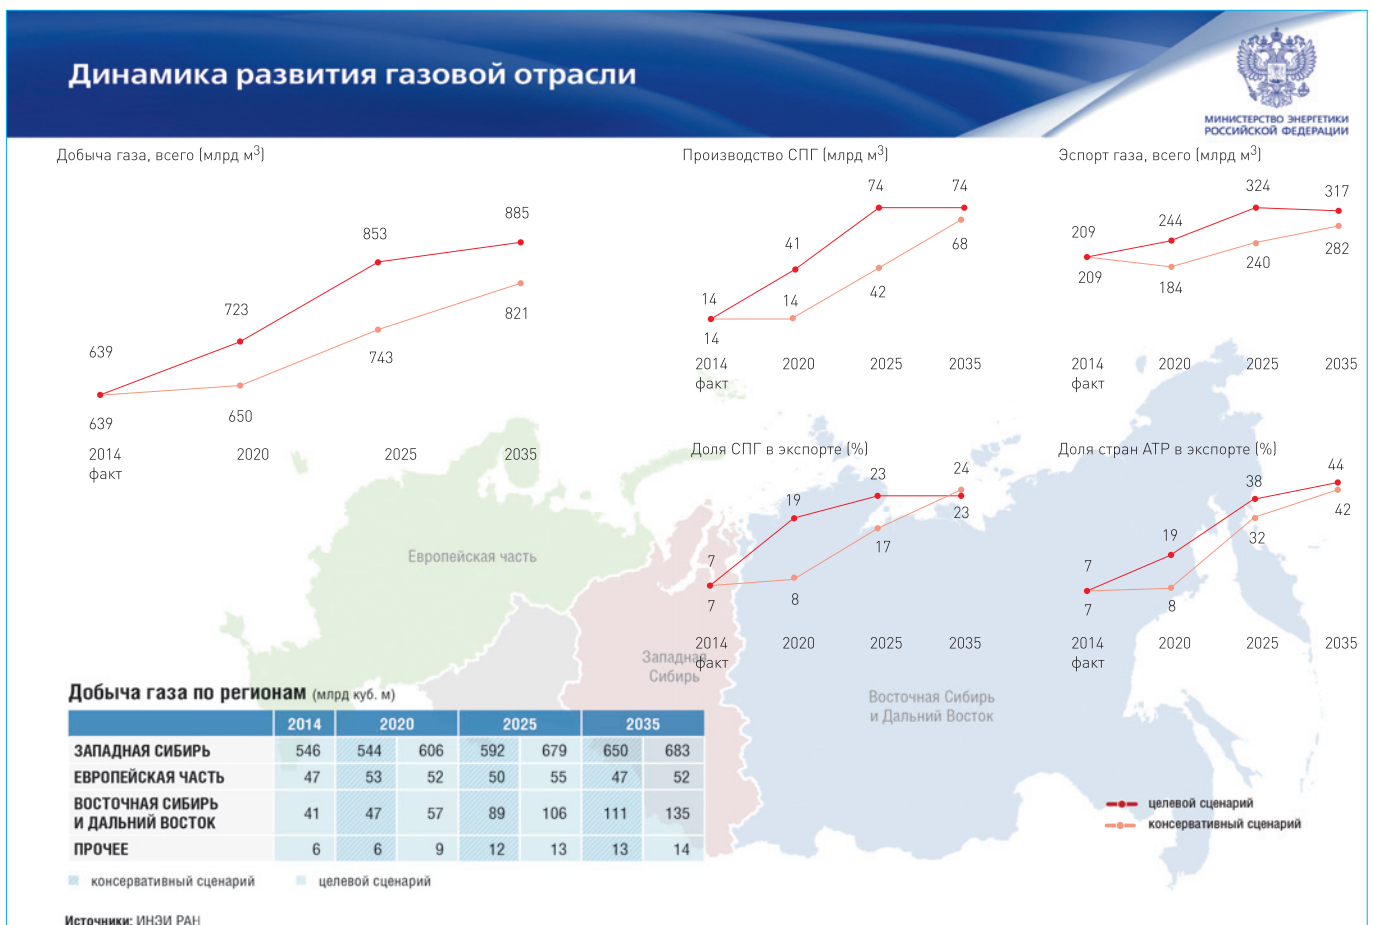 Динамика развития газовой отрасли
МИНИСТЕРСТВО ЭНЕРГЕТИКИ
РОССИЙСКОЙ ФЕДЕРАЦИИ
Добыча газа, всего (млрд м³)
885
853
723
639
821
743
650
639
2014 2020 2025 2035
факт
Производство СПГ (млрд м³)
74 74
41
14 14
68
42
14
2014 2020 2025 2035
факт
Эспорт газа, всего (млрд м³)
324 317
244
209
282
240
209 184
2014 2020 2025 2035
факт
Доля СПГ в экспорте (%)
23 24
19
7
23
17
7 8
2014 2020 2025 2035
факт
Доля стран АТР в экспорте (%)
44
38
19
7
42
32
7 8
2014 2020 2025 2035
факт
Европейская часть
Западная
Сибирь
Восточная Сибирь
и Дальний Восток
Добыча газа по регионам (млрд куб. м)
2014 2020 2025 2035
ЗАПАДНАЯ СИБИРЬ 546 544 606 592 679 650 683
ЕВРОПЕЙСКАЯ ЧАСТЬ 47 53 52 50 55 47 52
ВОСТОЧНАЯ СИБИРЬ
И ДАЛЬНИЙ ВОСТОК 41 47 57 89 106 111 135
ПРОЧЕЕ 6 6 9 12 13 13 14
консервативный сценарий целевой сценарий
целевой сценарий
консервативный сценарий
Источники: ИНЭИ РАН